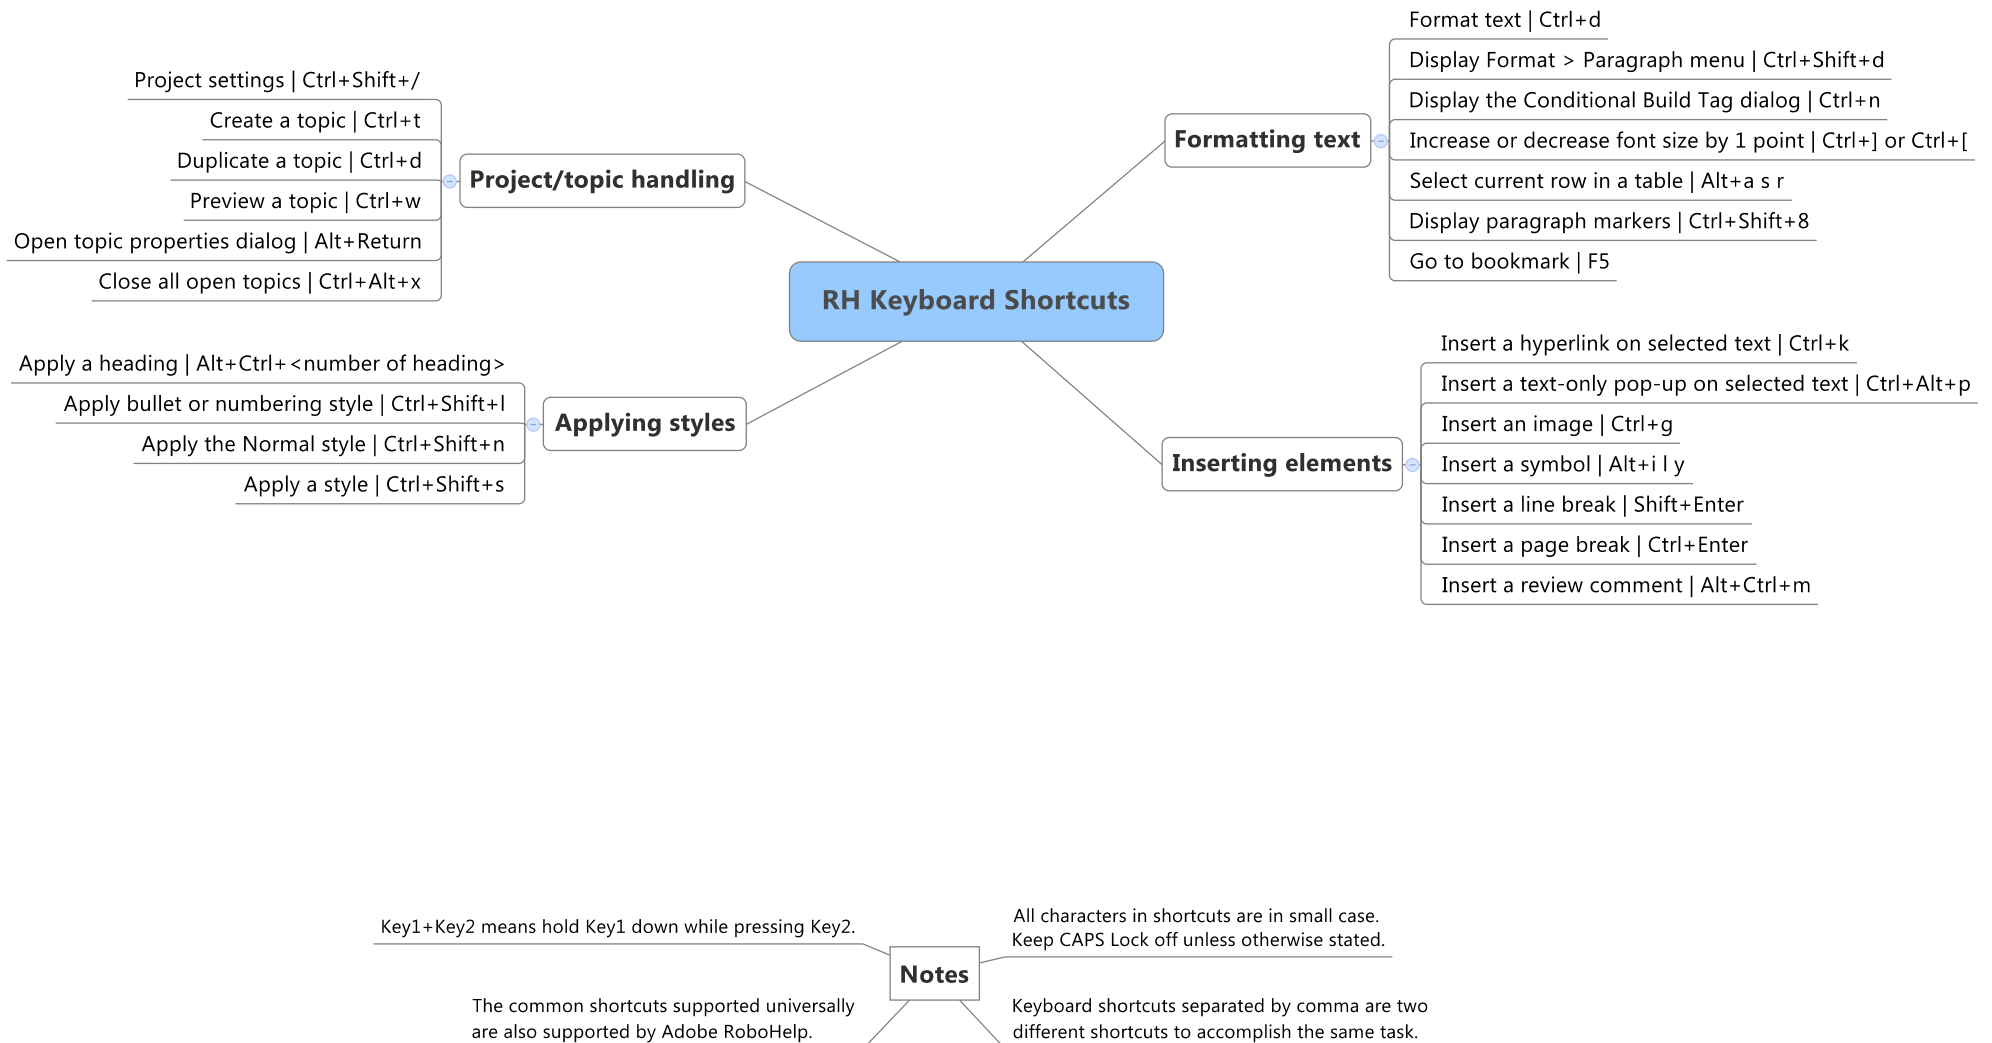 RH Keyboard Shortcuts
Project/topic handling
Project settings | Ctrl+Shift+/
Create a topic | Ctrl+t
Duplicate a topic | Ctrl+d
Preview a topic | Ctrl+w
Open topic properties dialog | Alt+Return
Close all open topics | Ctrl+Alt+x
Applying styles
Apply a heading | Alt+Ctrl+<number of heading>
Apply bullet or numbering style | Ctrl+Shift+l
Apply the Normal style | Ctrl+Shift+n
Apply a style | Ctrl+Shift+s
Formatting text
Format text | Ctrl+d
Display Format > Paragraph menu | Ctrl+Shift+d
Display the Conditional Build Tag dialog | Ctrl+n
Increase or decrease font size by 1 point | Ctrl+] or Ctrl+[
Select current row in a table | Alt+a s r
Display paragraph markers | Ctrl+Shift+8
Go to bookmark | F5
Inserting elements
Insert a hyperlink on selected text | Ctrl+k
Insert a text-only pop-up on selected text | Ctrl+Alt+p
Insert an image | Ctrl+g
Insert a symbol | Alt+i l y
Insert a line break | Shift+Enter
Insert a page break | Ctrl+Enter
Insert a review comment | Alt+Ctrl+m
Notes
Key1+Key2 means hold Key1 down while pressing Key2.
The common shortcuts supported universally
are also supported by Adobe RoboHelp.
All characters in shortcuts are in small case.
Keep CAPS Lock off unless otherwise stated.
Keyboard shortcuts separated by comma are two
different shortcuts to accomplish the same task.